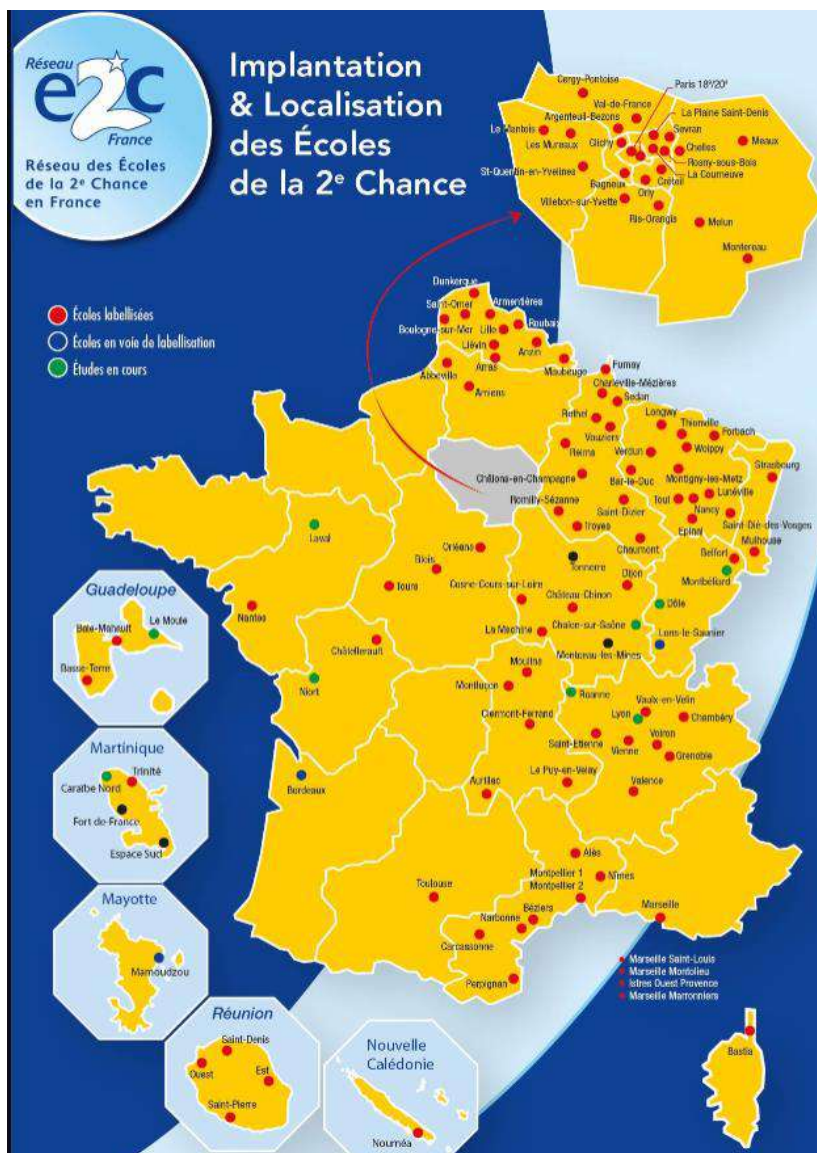 Réseau
e2c
France
Réseau des Écoles
de la 2e Chance
en France
Implantation
& Localisation
des Écoles
de la 2e Chance
Écoles labellisées
Écoles en voie de labellisation
Études en cours
Cergy-Pontoise
Paris 18e/20e
Val-de-France
La Plaine Saint-Denis
Argenteuil-Bezons
Sevran
Le Mantois
Clichy
Meaux
Les Mureaux
Chelles
Rosny-sous-Bois
St-Quentin-en-Yvelines
La Courneuve
Bagneux
Créteil
Orly
Villebon-sur-Yvette
Ris-Orangis
Melun
Montereau
Dunkerque
Saint-Omer
Armentières
Boulogne-sur-Mer
Lille
Roubaix
Liévin
Anzin
Arras
Maubeuge
Fumay
Abbeville
Charleville-Mézières
Amiens
Sedan
Rethel
Longwy
Thionville
Forbach
Vouziers
Verdun
Woippy
Reims
Strasbourg
Châlons-en-Champagne
Bar-le-Duc
Montigny-les-Metz
Romilly-Sézanne
Toul
Lunéville
Saint-Dizier
Nancy
Troyes
Epinal
Saint-Dié-des-Vosges
Laval
Mulhouse
Orléans
Chaumont
Belfort
Blois
Tonnerre
Dijon
Montbéliard
Tours
Cosne-Cours-sur-Loire
Château-Chinon
Dôle
Nantes
Chalon-sur-Saône
La Machine
Lons-le-Saunier
Châtellerault
Montceau-les-Mines
Moulins
Niort
Montluçon
Roanne
Vaulx-en-Velin
Clermont-Ferrand
Lyon
Chambéry
Saint-Etienne
Voiron
Vienne
Grenoble
Bordeaux
Le Puy-en-Velay
Aurillac
Valence
Alès
Toulouse
Montpellier 1
Nîmes
Montpellier 2
Béziers
Marseille
Narbonne
Carcassonne
Perpignan
Marseille Saint-Louis
Marseille Montolieu
Istres Ouest Provence
Marseille Marronniers
Bastia
Guadeloupe
Baie-Mahault
Le Moule
Basse-Terre
Martinique
Trinité
Caraïbe Nord
Fort-de-France
Espace Sud
Mayotte
Mamoudzou
Réunion
Saint-Denis
Ouest
Est
Saint-Pierre
Nouvelle
Calédonie
Nouméa